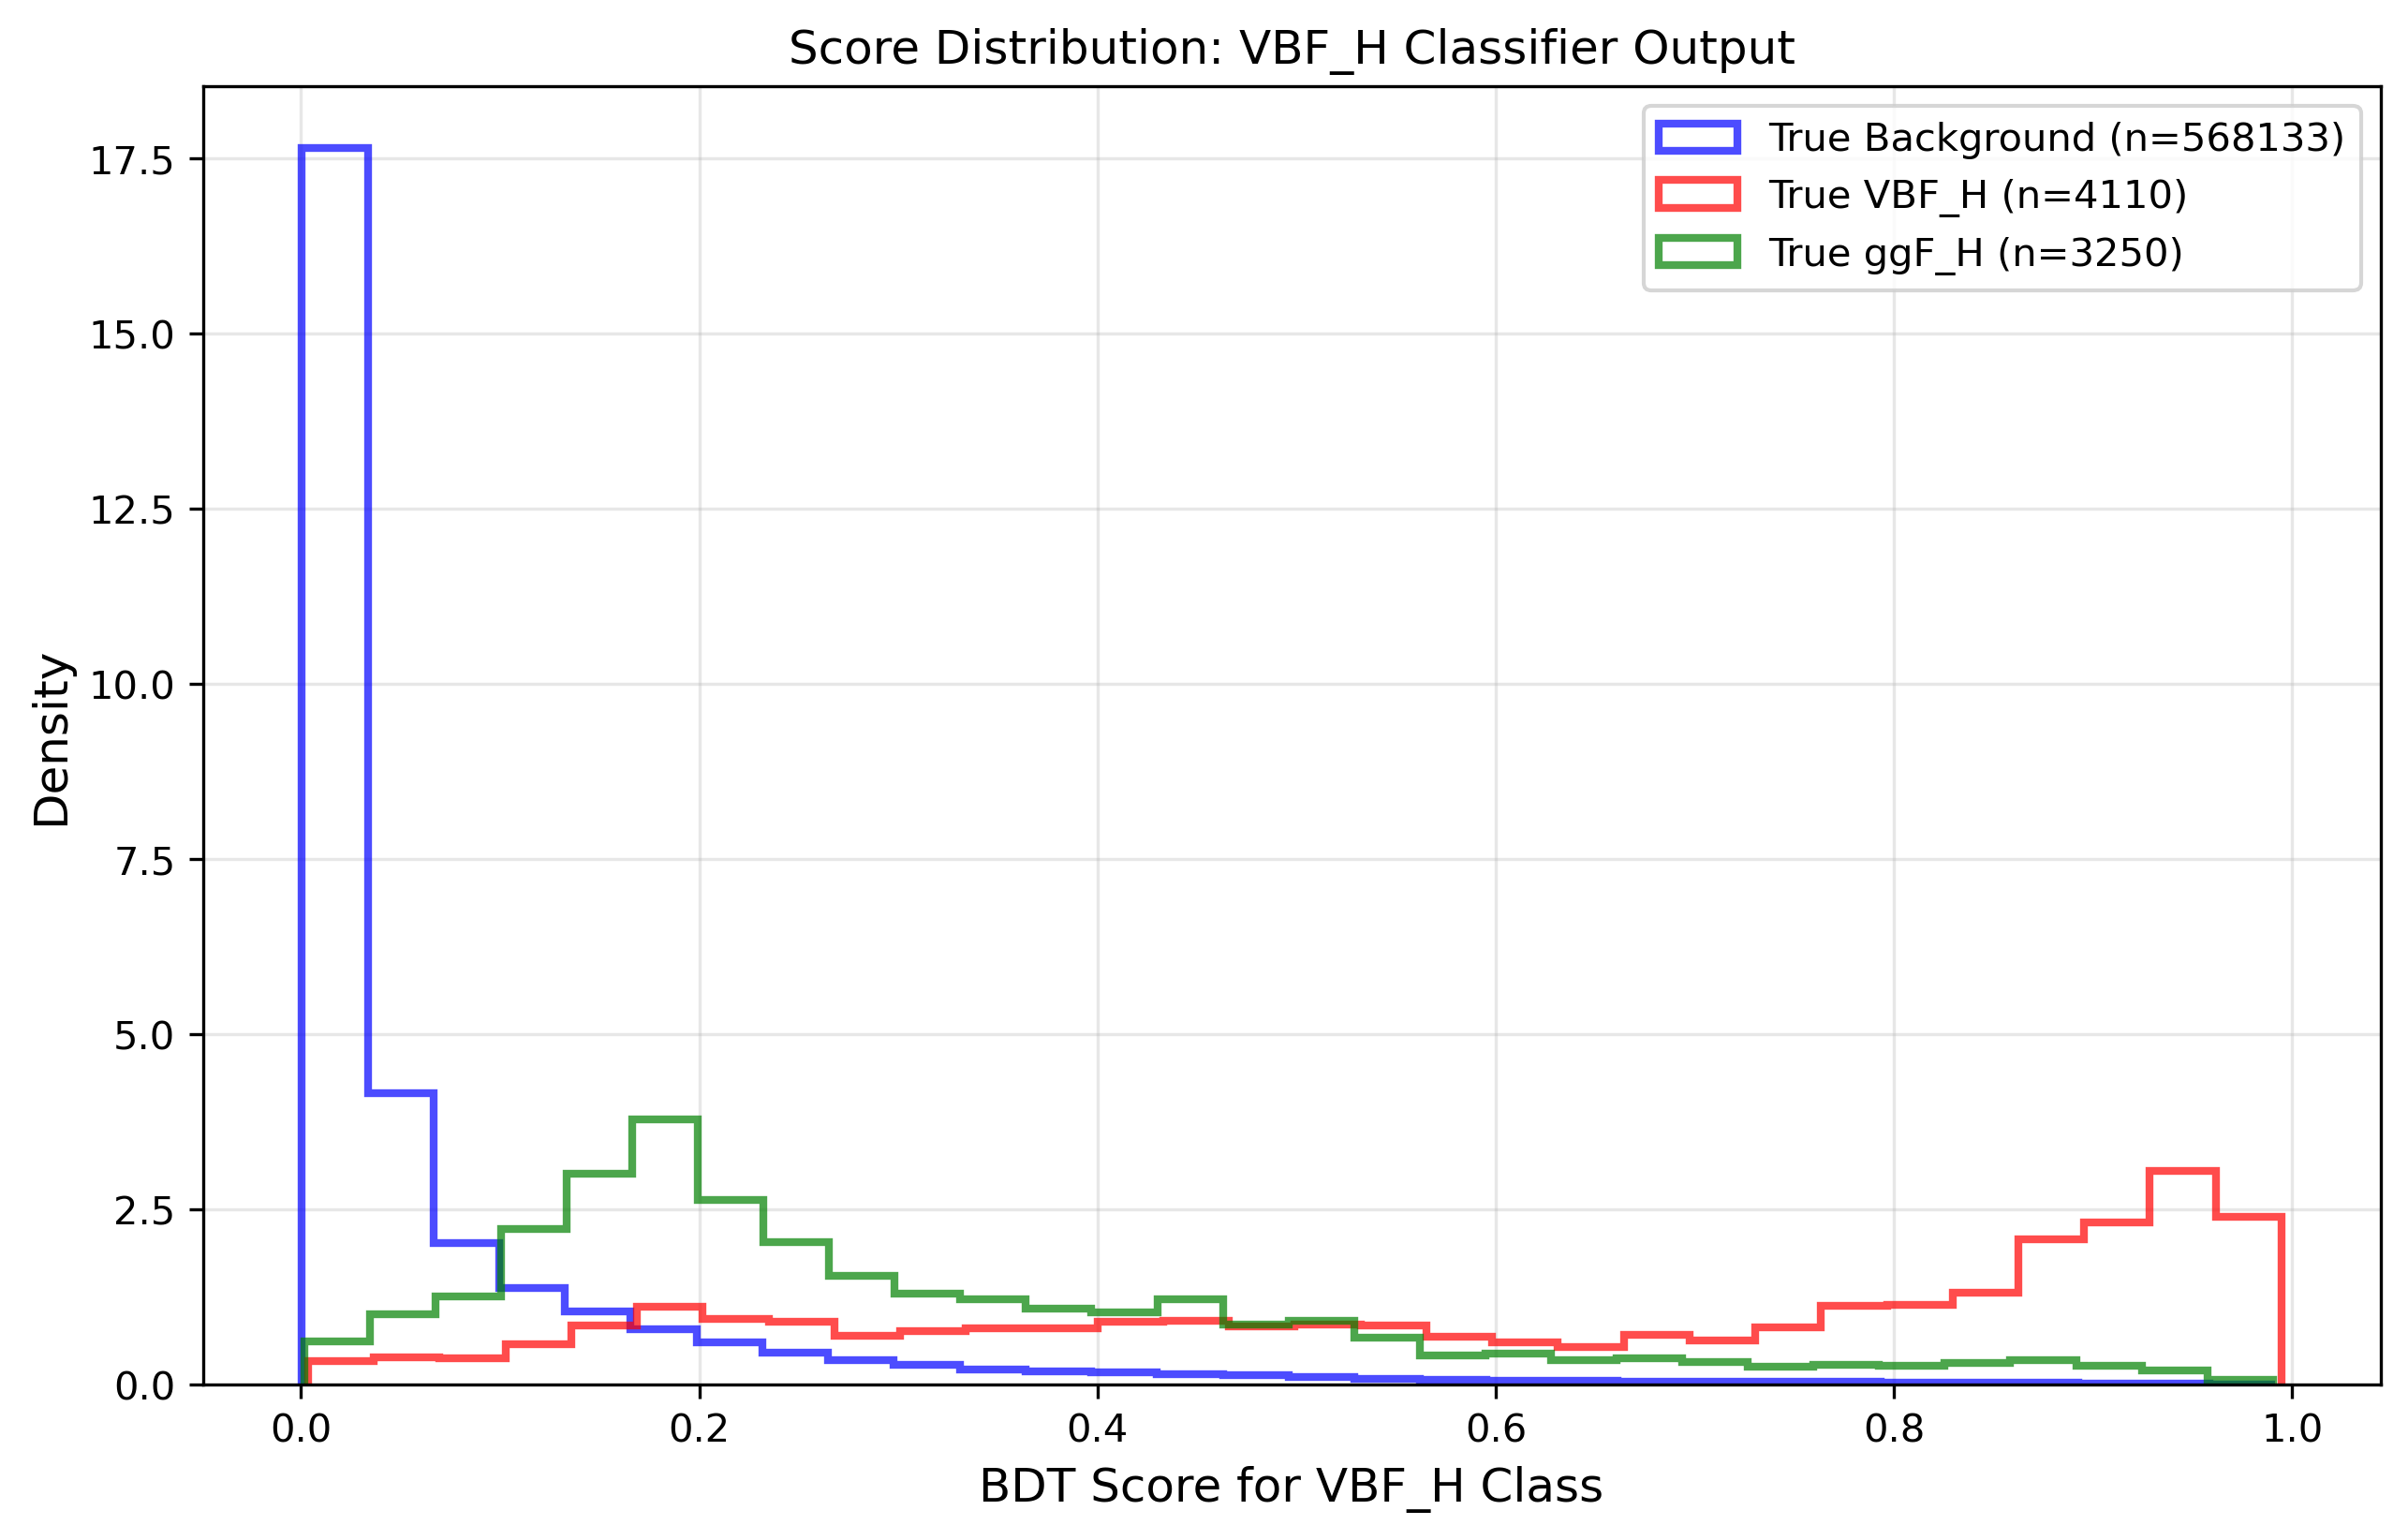 Score Distribution: VBF_H Classifier Output
True Background (n=568133)
True VBF_H (n=4110)
True ggF_H (n=3250)
Density
17.5
15.0
12.5
10.0
7.5
5.0
2.5
0.0
0.0 0.2 0.4 0.6 0.8 1.0
BDT Score for VBF_H Class